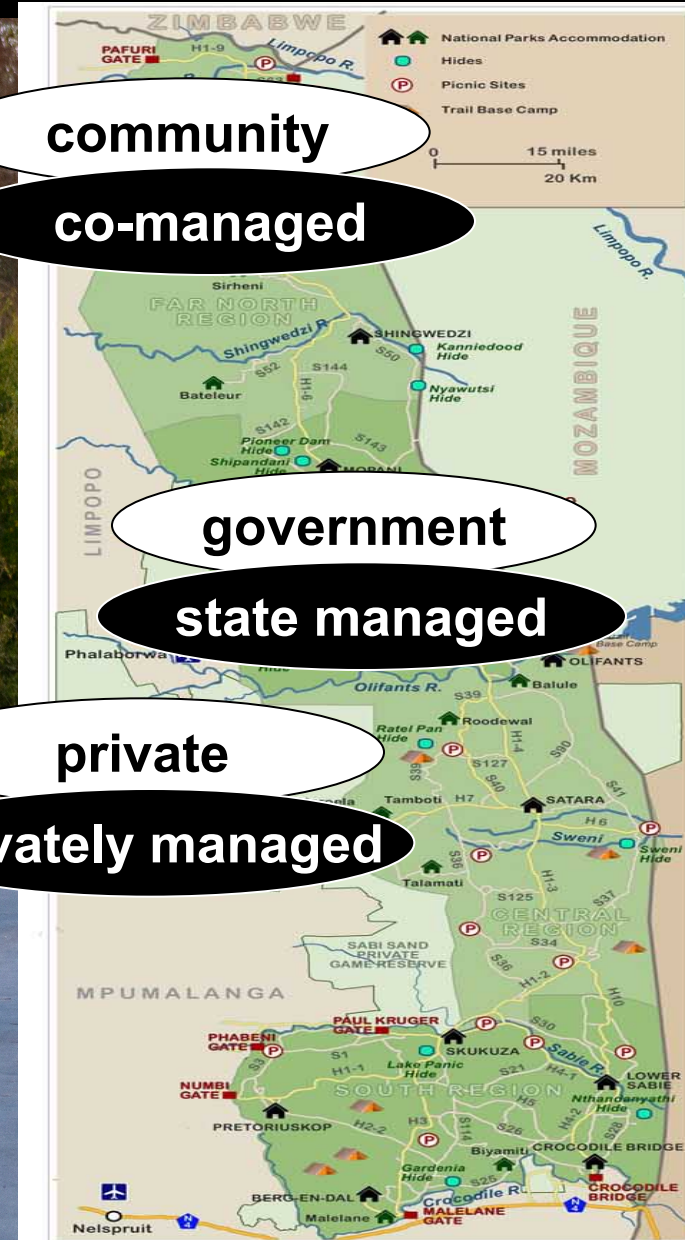 ZIMBABWE
PAFURI GATE
H1-9
Limpopo R.
National Parks Accommodation
Hides
Picnic Sites
Trail Base Camp
0 15 miles
20 Km
community
co-managed
Limpopo R.
Sirheni
FAR NORTH REGION
Shingwedzi R
SHINGWEDZI
Kanniedood Hide
S50
S52
S144
H1-6
Nyawutsi Hide
Bateleur
MOZAMBIQUE
S142
S143
Pioneer Dam Hide
Shipandani Hide
MOPANI
LIMPOPO
government
state managed
Phalaborwa
Base Camp
OLIFANTS
Olifants R.
Balule
S39
Ratel Pan Hide
Roodewal
H1-4
S90
private
S39
S127
S40
S41
Tamboti
H7
SATARA
H6
vately managed
Sweni
Sweni Hide
S36
Talamati
H1-3
S37
S125
CENTRAL REGION
S34
SABI SAND PRIVATE GAME RESERVE
S36
H1-2
H10
MPUMALANGA
PAUL KRUGER GATE
PHABENI GATE
S30
SKUKUZA
Sabie R.
S3
S1
Lake Panic Hide
H1-1
S21
H4-1
LOWER SABIE
NUMBI GATE
SOUTH REGION
Nthandanyathi Hide
H5
PRETORIUSKOP
H2-2
H3
S114
S26
H4-2
S28
Biyamiti
CROCODILE BRIDGE
Gardenia Hide
S25
BERG-EN-DAL
Crocodile R.
CROCODILE BRIDGE
Malelane
MALELANE GATE
N4
N4
Nelspruit